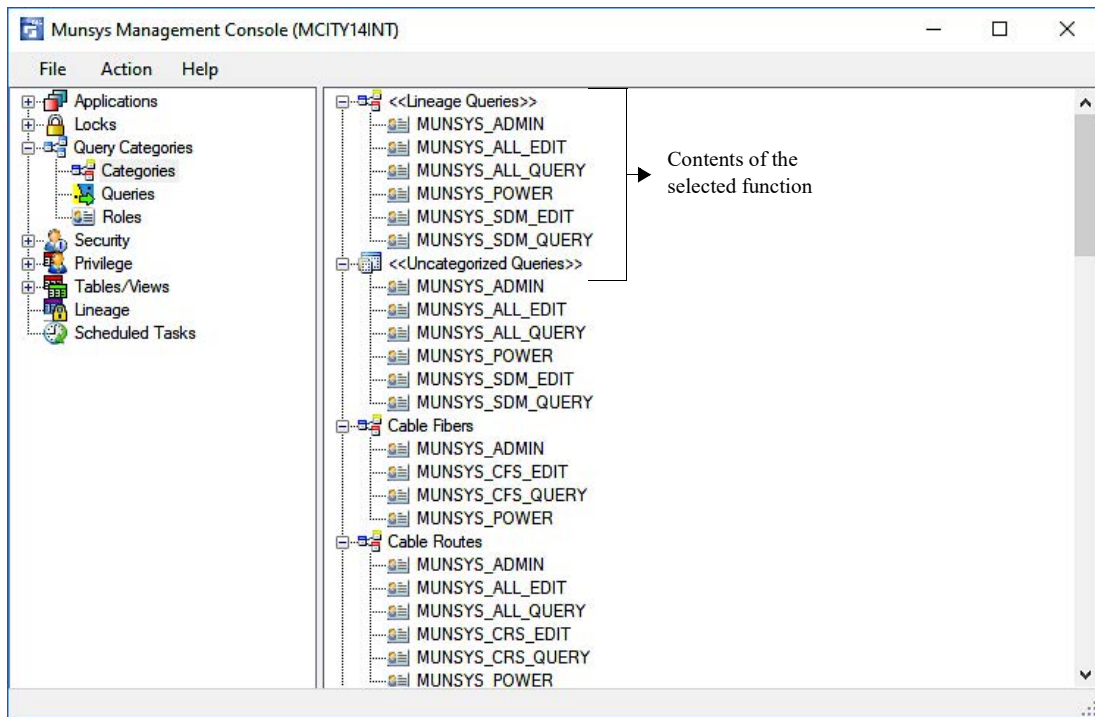 Munsys Management Console (MCITY14INT)
File Action Help
Applications
Locks
Query Categories
Categories
Queries
Roles
Security
Privilege
Tables/Views
Lineage
Scheduled Tasks
<<Lineage Queries>>
MUNSYS_ADMIN
MUNSYS_ALL_EDIT
MUNSYS_ALL_QUERY
MUNSYS_POWER
MUNSYS_SDM_EDIT
MUNSYS_SDM_QUERY
<<Uncategorized Queries>>
MUNSYS_ADMIN
MUNSYS_ALL_EDIT
MUNSYS_ALL_QUERY
MUNSYS_POWER
MUNSYS_SDM_EDIT
MUNSYS_SDM_QUERY
Cable Fibers
MUNSYS_ADMIN
MUNSYS_CFS_EDIT
MUNSYS_CFS_QUERY
MUNSYS_POWER
Cable Routes
MUNSYS_ADMIN
MUNSYS_ALL_EDIT
MUNSYS_ALL_QUERY
MUNSYS_CRS_EDIT
MUNSYS_CRS_QUERY
MUNSYS_POWER
Contents of the
selected function